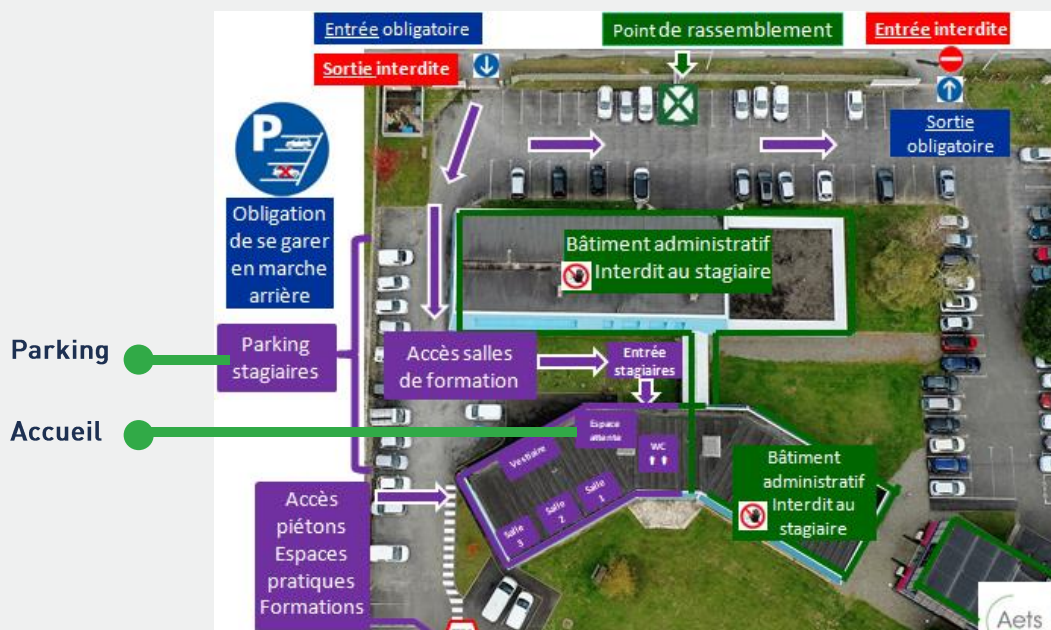 Entrée obligatoire
Sortie interdite
Point de rassemblement
Entrée interdite
Sortie
obligatoire
P
Obligation
de se garer
en marche
arrière
Bâtiment administratif
Interdit au stagiaire
Parking
Parking
stagiaires
Accès salles
de formation
Entrée
stagiaires
Accueil
Espace
attente
WC
Vestiaire
Salle
1
Salle
2
Salle
3
Bâtiment
administratif
Interdit au
stagiaire
Accès
piétons
Espaces
pratiques
Formations
Aets